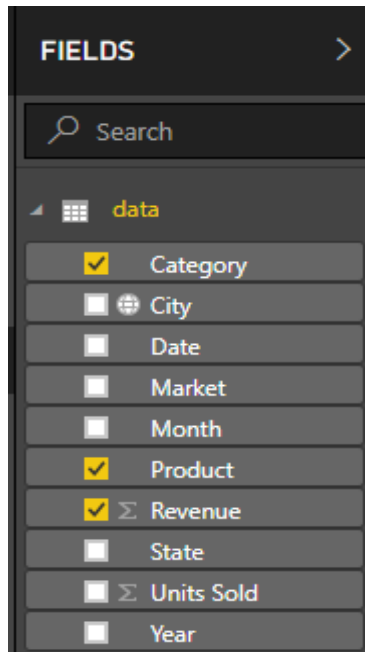 FIELDS
Search
data
Category
City
Date
Market
Month
Product
Σ Revenue
State
Σ Units Sold
Year